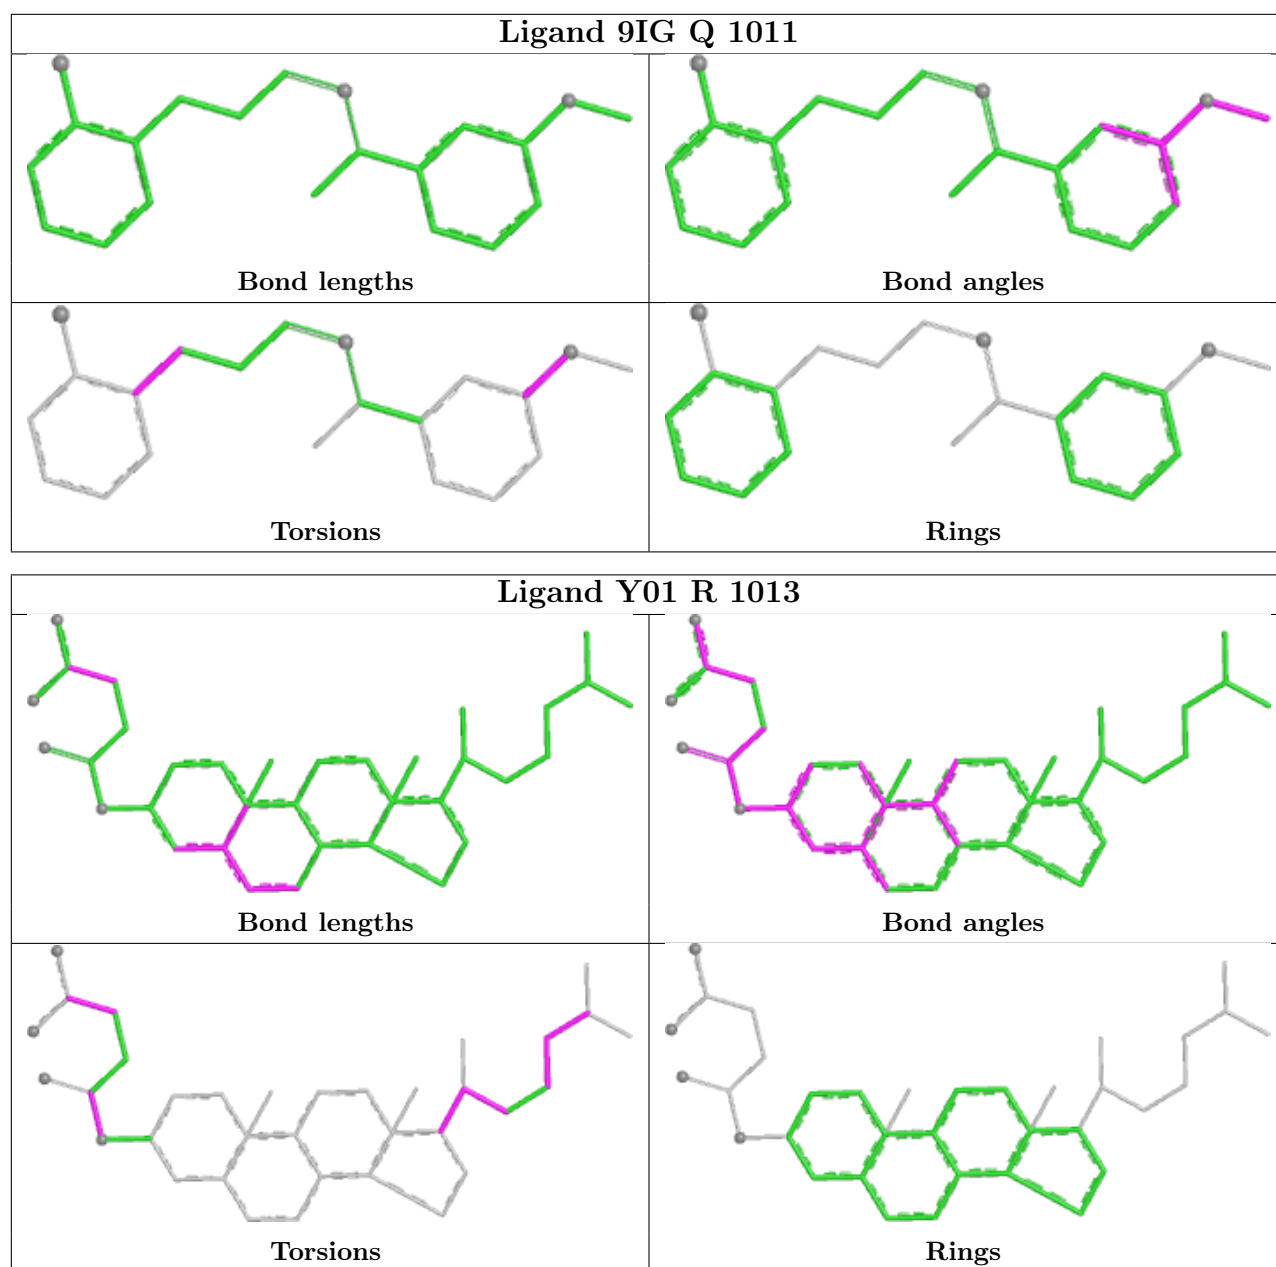 Ligand 9IG Q 1011
Bond lengths
Bond angles
Torsions
Rings
Ligand Y01 R 1013
Bond lengths
Bond angles
Torsions
Rings